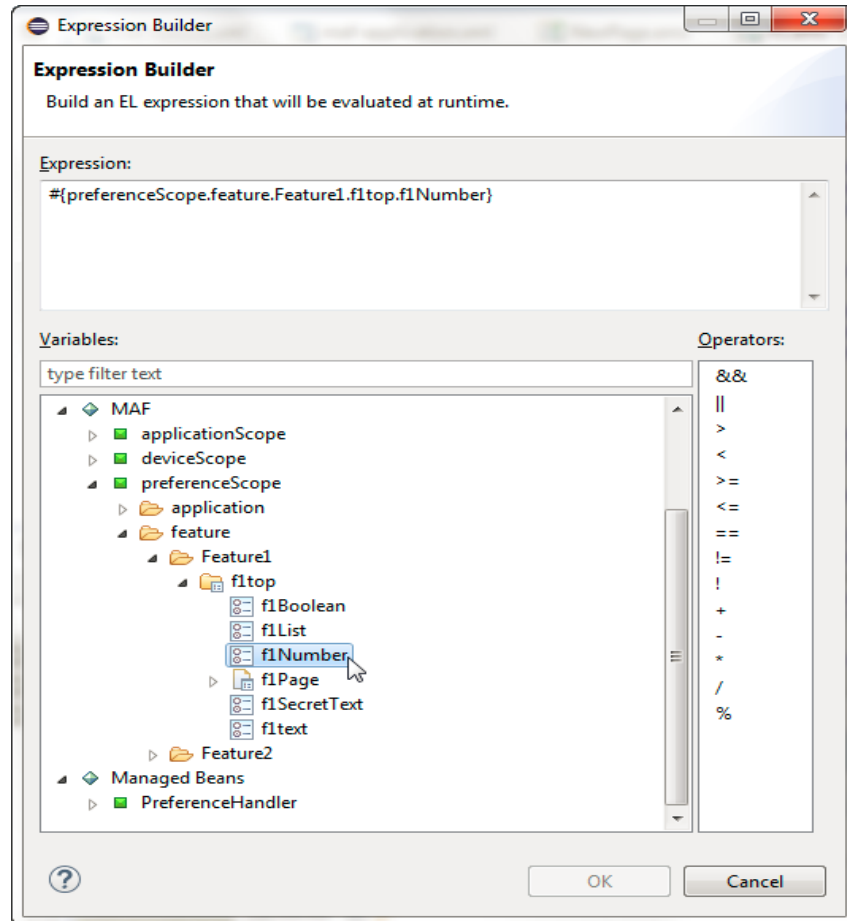 Expression Builder
Expression Builder
Build an EL expression that will be evaluated at runtime.
Expression:
#{preferenceScope.feature.Feature1.f1top.f1Number}
Variables:
Operators:
type filter text
MAF
applicationScope
deviceScope
preferenceScope
application
feature
Feature1
f1top
f1Boolean
f1List
f1Number
f1Page
f1SecretText
f1text
Feature2
Managed Beans
PreferenceHandler
&&
||
>
<
>=
<=
==
!=
!
+
-
*
/
%
?
OK
Cancel